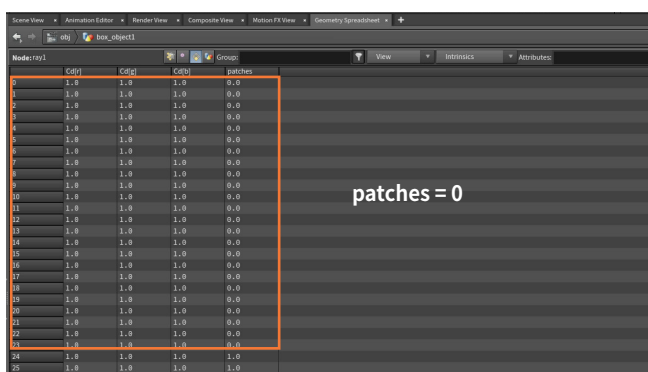 Scene View × Animation Editor × Render View × Composite View × Motion FX View × Geometry Spreadsheet × +
obj box_object1
Node: ray1 Group: View Intrinsics Attributes:
Cd[r] Cd[g] Cd[b] patches
0 1.0 1.0 1.0 0.0
1 1.0 1.0 1.0 0.0
2 1.0 1.0 1.0 0.0
3 1.0 1.0 1.0 0.0
4 1.0 1.0 1.0 0.0
5 1.0 1.0 1.0 0.0
6 1.0 1.0 1.0 0.0
7 1.0 1.0 1.0 0.0
8 1.0 1.0 1.0 0.0
9 1.0 1.0 1.0 0.0
10 1.0 1.0 1.0 0.0
patches = 0
11 1.0 1.0 1.0 0.0
12 1.0 1.0 1.0 0.0
13 1.0 1.0 1.0 0.0
14 1.0 1.0 1.0 0.0
15 1.0 1.0 1.0 0.0
16 1.0 1.0 1.0 0.0
17 1.0 1.0 1.0 0.0
18 1.0 1.0 1.0 0.0
19 1.0 1.0 1.0 0.0
20 1.0 1.0 1.0 0.0
21 1.0 1.0 1.0 0.0
22 1.0 1.0 1.0 0.0
23 1.0 1.0 1.0 0.0
24 1.0 1.0 1.0 1.0
25 1.0 1.0 1.0 1.0